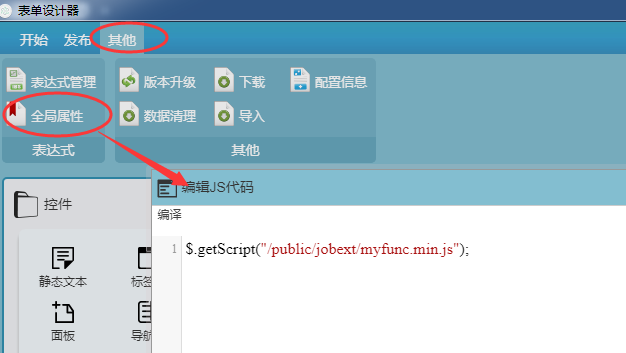 表单设计器
开始 发布 其他
表达式管理 版本升级 下载 配置信息
全局属性 数据清理 导入
表达式 其他
控件
编辑JS代码
编译
1 $.getScript("/public/jobext/myfunc.min.js");
静态文本 标签
面板 导航